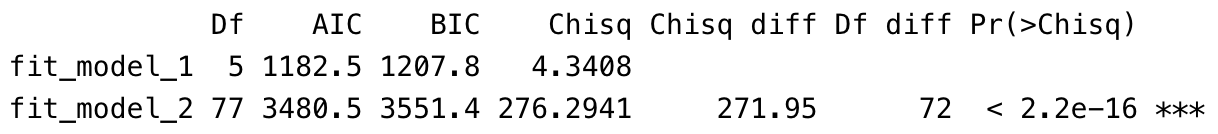 Df AIC BIC Chisq Chisq diff Df diff Pr(>Chisq)
fit_model_1 5 1182.5 1207.8 4.3408
fit_model_2 77 3480.5 3551.4 276.2941 271.95 72 < 2.2e-16 ***